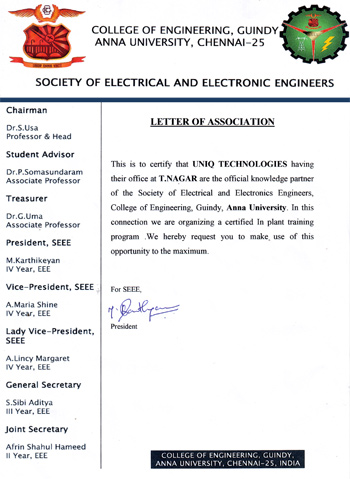 COLLEGE OF ENGINEERING, GUINDY
ANNA UNIVERSITY, CHENNAI-25
SOCIETY OF ELECTRICAL AND ELECTRONIC ENGINEERS
Chairman
Dr.S.Usa
Professor & Head
Student Advisor
Dr.P.Somasundaram
Associate Professor
Treasurer
Dr.G.Uma
Associate Professor
President, SEEE
M.Karthikeyan
IV Year, EEE
Vice-President, SEEE
A.Maria Shine
IV Year, EEE
Lady Vice-President,
SEEE
A.Lincy Margaret
IV Year, EEE
General Secretary
S.Sibi Aditya
III Year, EEE
Joint Secretary
Afrin Shahul Hameed
II Year, EEE
LETTER OF ASSOCIATION
This is to certify that UNIQ TECHNOLOGIES having
their office at T.NAGAR are the official knowledge partner
of the Society of Electrical and Electronics Engineers,
College of Engineering, Guindy, Anna University. In this
connection we are organizing a certified In plant training
program .We hereby request you to make use of this
opportunity to the maximum.
For SEEE,
President
COLLEGE OF ENGINEERING, GUINDY,
ANNA UNIVERSITY, CHENNAI-25, INDIA